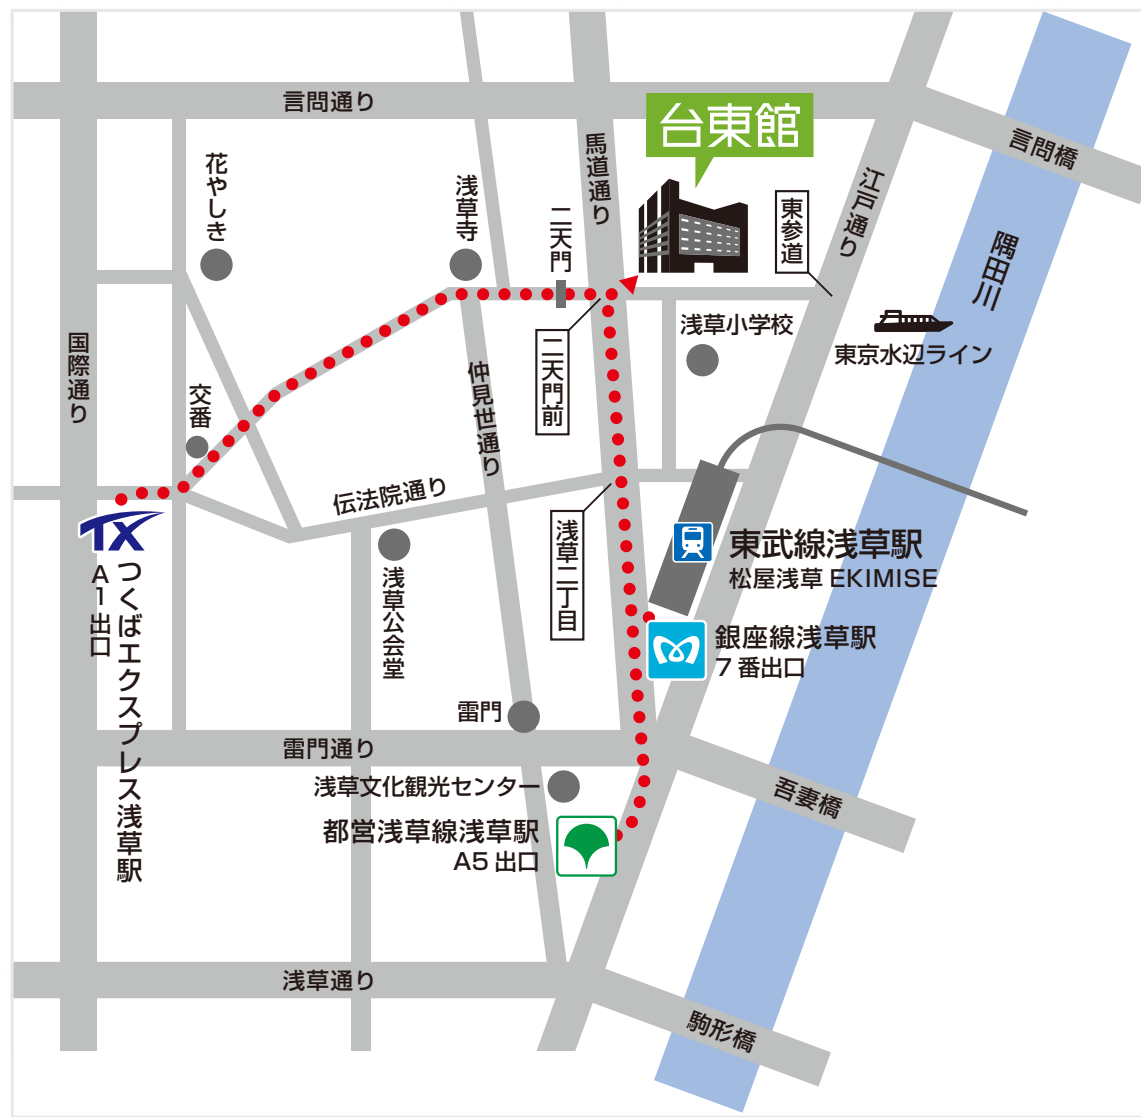 言問通り
台東館
馬道通り
言問橋
花やしき
浅草寺
二天門
江戸通り
東参道
隅田川
国際通り
浅草小学校
東京水辺ライン
二天門前
仲見世通り
交番
伝法院通り
TX
つくばエクスプレス浅草駅
A1出口
浅草公会堂
浅草二丁目
東武線浅草駅
松屋浅草 EKIMISE
銀座線浅草駅
7番出口
雷門
雷門通り
浅草文化観光センター
吾妻橋
都営浅草線浅草駅
A5出口
浅草通り
駒形橋